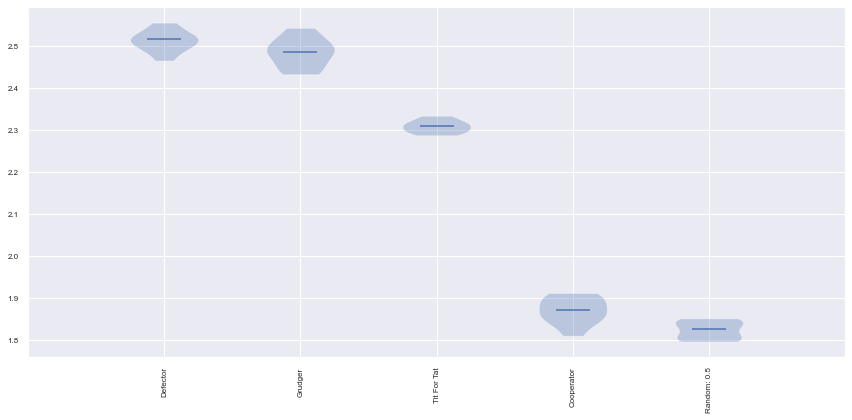 2.5
2.4
2.3
2.2
2.1
2.0
1.9
1.8
Defector
Grudger
Tit For Tat
Cooperator
Random: 0.5